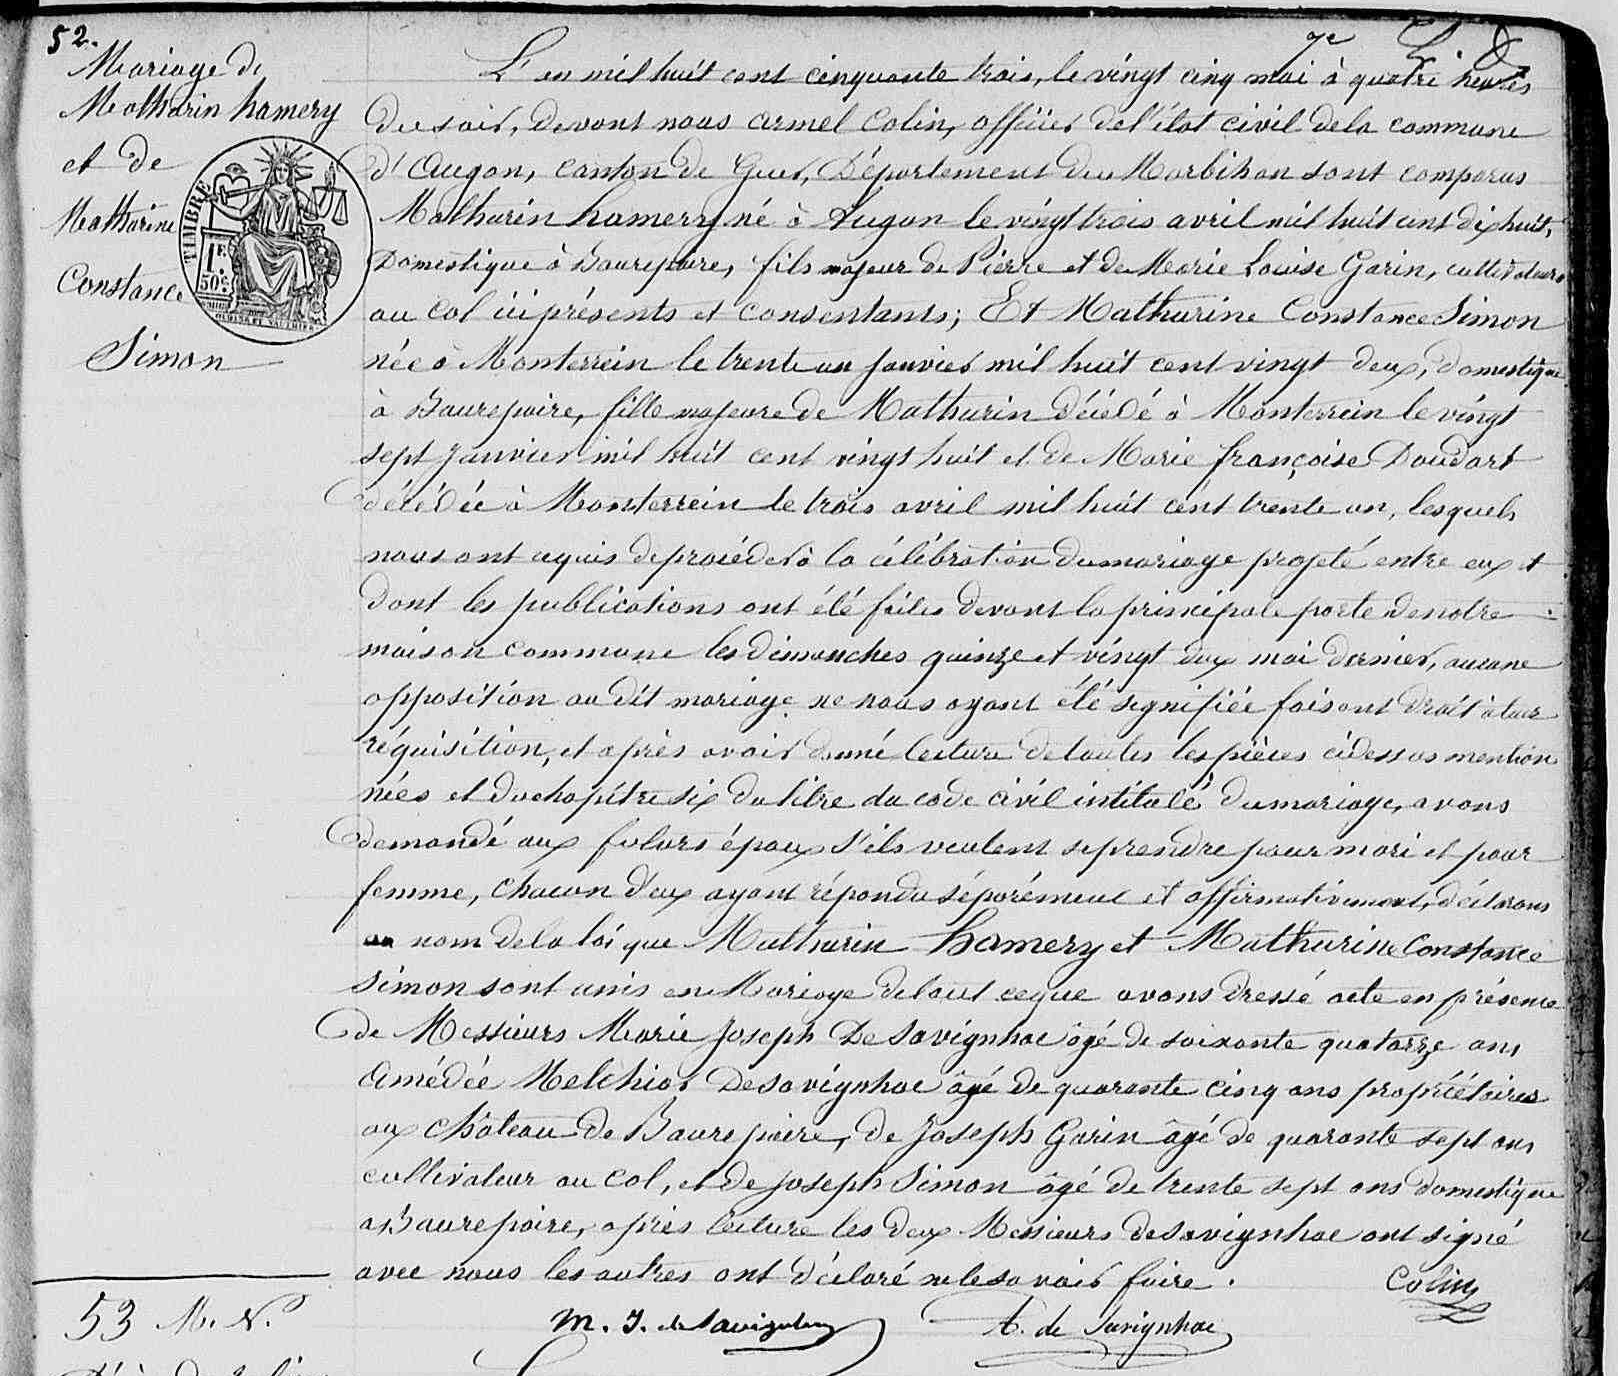 52.
7e
Mariage de
Mathurin hamery
et de
Mathurine
Constance
Simon
TIMBRE
1F.
50c.
L'en mil huit cent cinquante trois, le vingt cinq mai à quatre heures
du soir, devant nous armel Colin, officier de l'état civil de la commune
d'Augan, canton de Guer, Département du Morbihan sont comparus
Mathurin hamery né à Augan le vingt trois avril mil huit cent dix huit,
Domestique à Baurepaire, fils majeur de Pierre et de Marie Louise Garin, cultivateurs
au Col ici présents et consentants; Et Mathurine Constance Simon
née à Monterrein le trente un janvier mil huit cent vingt deux, domestique
à Baurepaire, fille majeure de Mathurin Décédé à Monterrein le vingt
sept janvier mil huit cent vingt huit et de Marie françoise Doudart
décédée à Monterrein le trois avril mil huit cent trente un, lesquels
nous ont requis de procéder à la célébration du mariage projeté entre eux et
dont les publications ont été faites devant la principale porte de notre
maison commune les dimanches quinze et vingt deux mai dernier, aucune
opposition au dit mariage ne nous ayant été signifiée faisant droit à leur
réquisition, et après avoir donné lecture de toutes les pièces cidessus mention
nées et du chapitre six du titre du code civil intitulé du mariage, avons
demandé aux futurs époux s'ils veulent se prendre pour mari et pour
femme, chacun d'eux ayant répondu séparément et affirmativement, déclarons
au nom de la loi que Mathurin hamery et Mathurine Constance
Simon sont unis en Mariage de tout ce que avons dressé acte en présence
de Messieurs Marie Joseph De Savignhac âgé de soixante quatorze ans
Amédée Melchior Desavignhac âgé de quarante cinq ans propriétaires
aux château de Baurepaire, de Joseph Garin âgé de quarante sept ans
cultivateur au Col, et de Joseph Simon âgé de trente sept ans domestique
a Baurepaire, après lecture les deux Messieurs de Savignhac ont signé
avec nous les autres ont déclaré ne le savoir faire.
Colin
M. J. de Savignhac
A. de Savignhac
53 M. N.